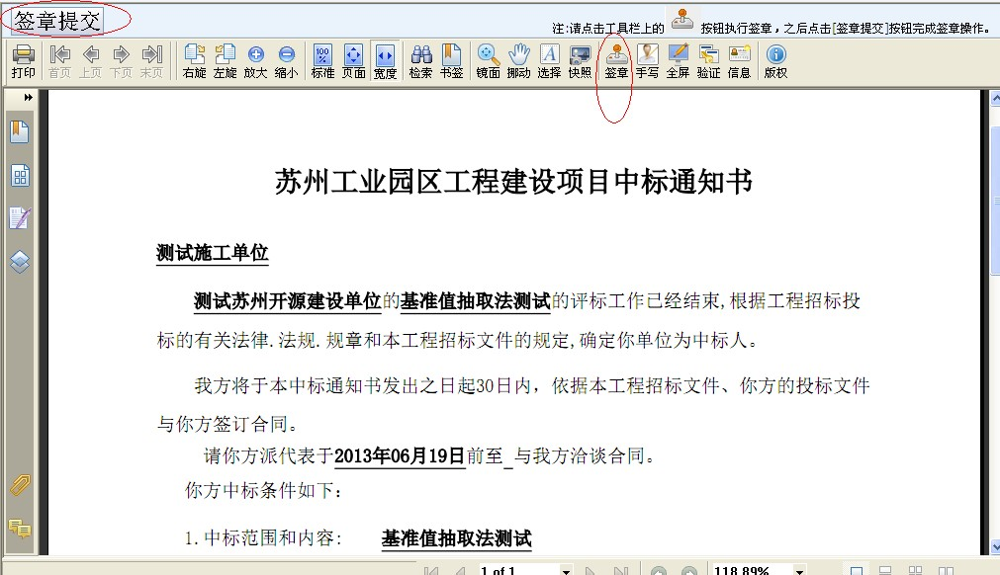 签章提交
注:请点击工具栏上的 按钮执行签章，之后点击[签章提交]按钮完成签章操作。
打印 首页 上页 下页 末页 右旋 左旋 放大 缩小 标准 页面 宽度 检索 书签 镜面 挪动 选择 快照 签章 手写 全屏 验证 信息 版权
苏州工业园区工程建设项目中标通知书
测试施工单位
测试苏州开源建设单位的基准值抽取法测试的评标工作已经结束,根据工程招标投
标的有关法律.法规.规章和本工程招标文件的规定,确定你单位为中标人。
我方将于本中标通知书发出之日起30日内，依据本工程招标文件、你方的投标文件
与你方签订合同。
请你方派代表于2013年06月19日前至_与我方洽谈合同。
你方中标条件如下:
1.中标范围和内容: 基准值抽取法测试
1 of 1 118.89%